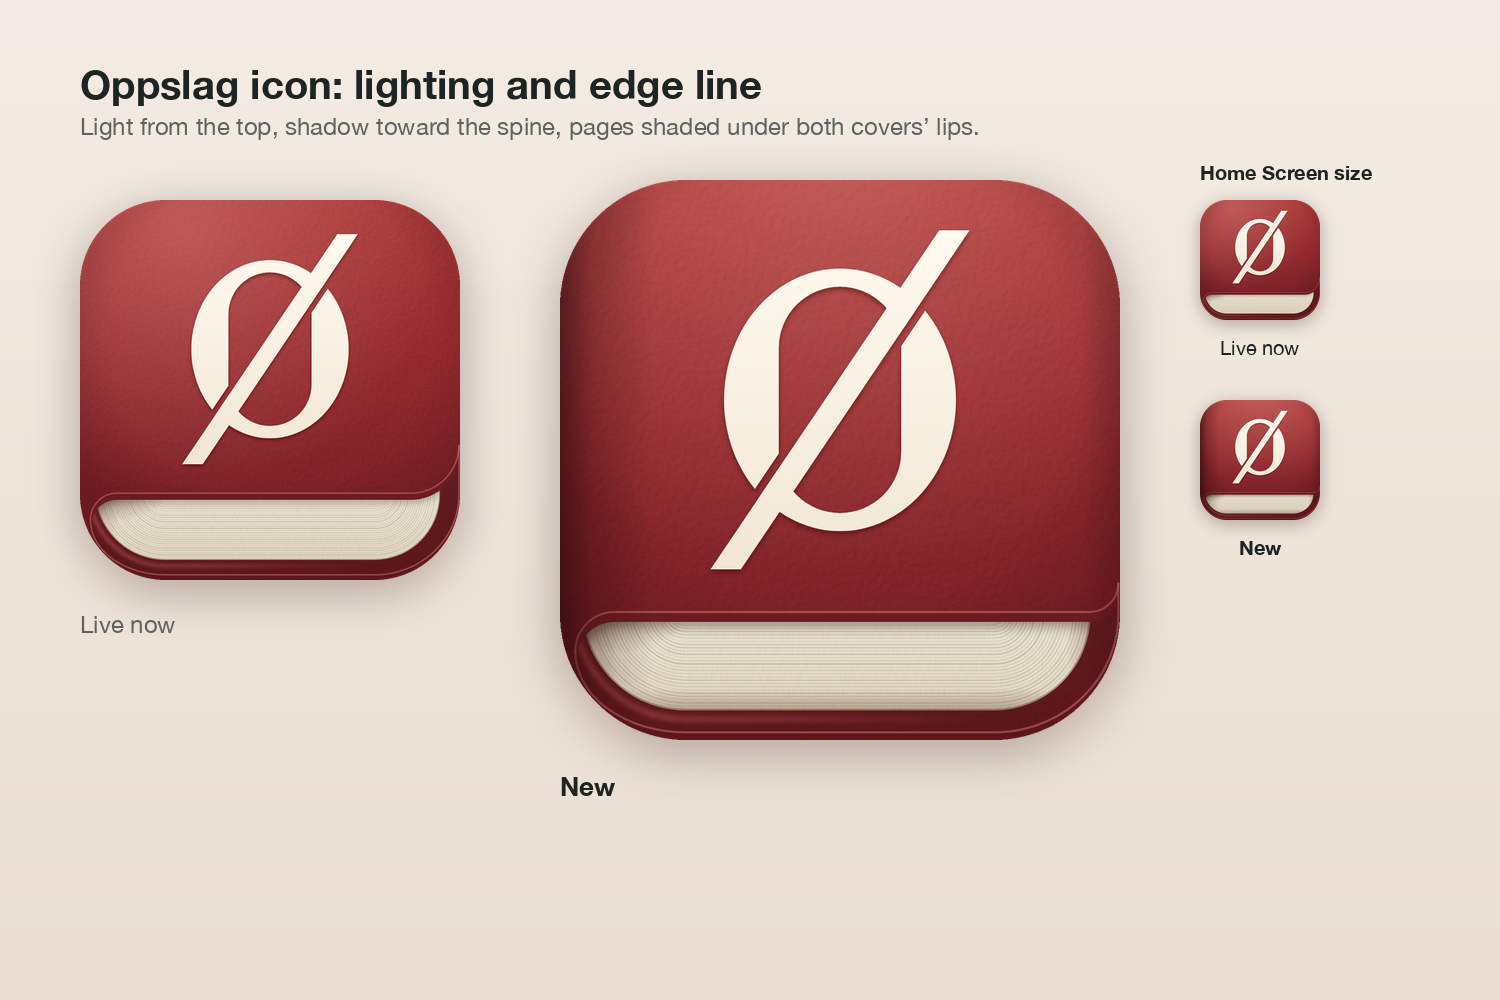 Oppslag icon: lighting and edge line
Light from the top, shadow toward the spine, pages shaded under both covers’ lips.
Ø
Live now
Ø
New
Home Screen size
Ø
Live now
Ø
New